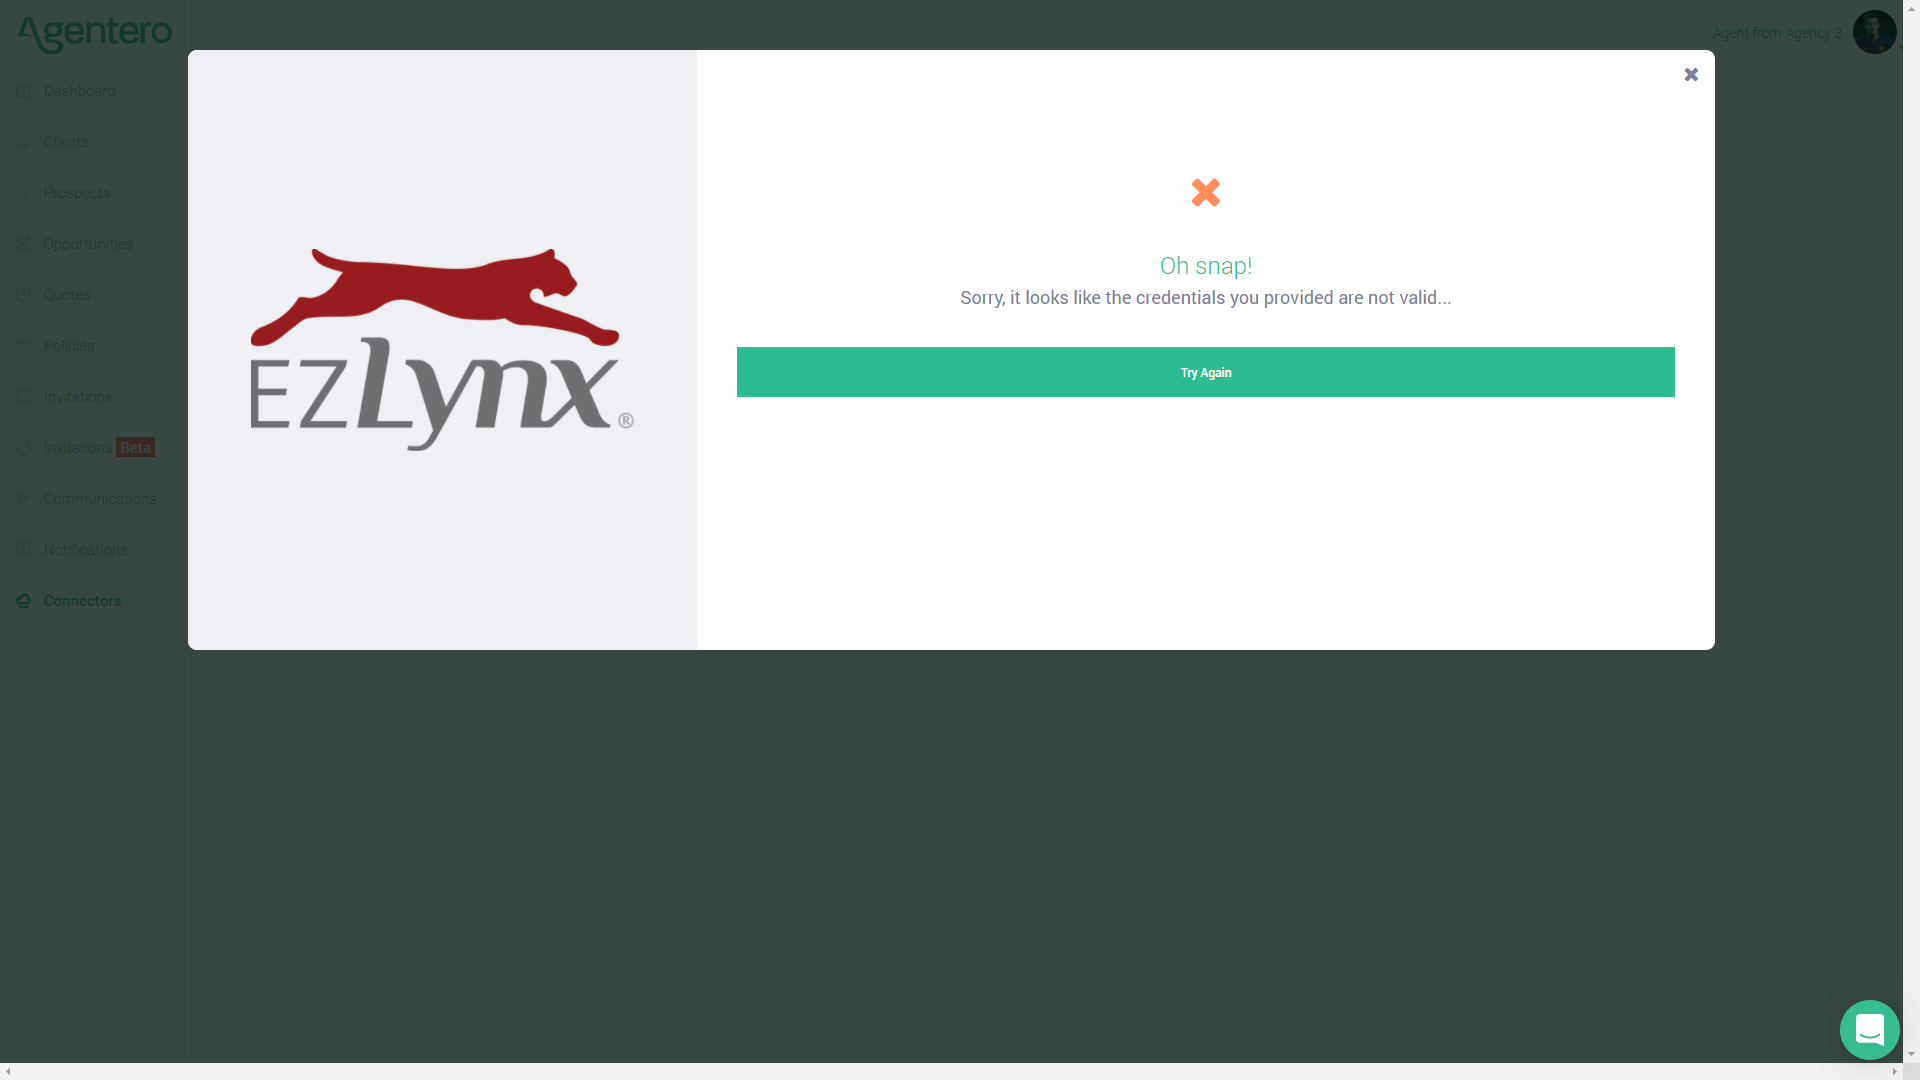 Agentero
Agent from Agency 3
Dashboard
Clients
Prospects
Opportunities
Quotes
Policies
Invitations
Invitations Beta
Communications
Notifications
Connectors
EZLynx®
Oh snap!
Sorry, it looks like the credentials you provided are not valid...
Try Again